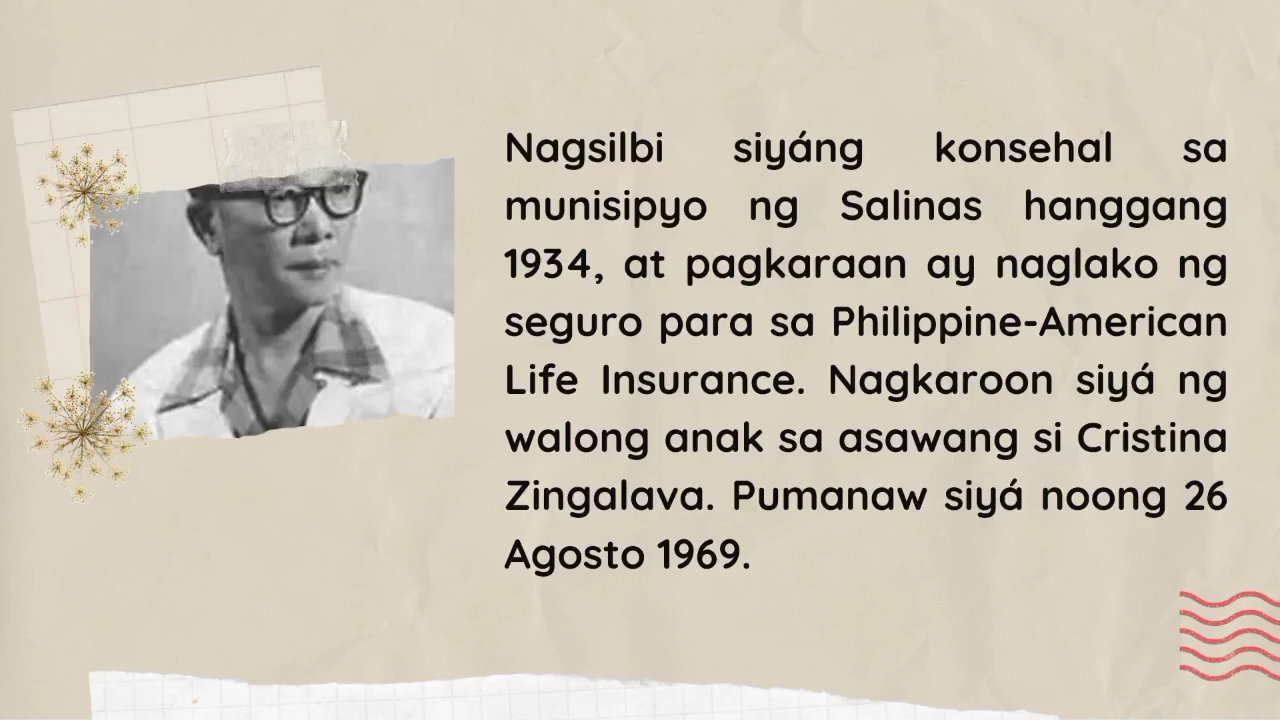 Nagsilbi siyáng konsehal sa
munisipyo ng Salinas hanggang
1934, at pagkaraan ay naglako ng
seguro para sa Philippine-American
Life Insurance. Nagkaroon siyá ng
walong anak sa asawang si Cristina
Zingalava. Pumanaw siyá noong 26
Agosto 1969.